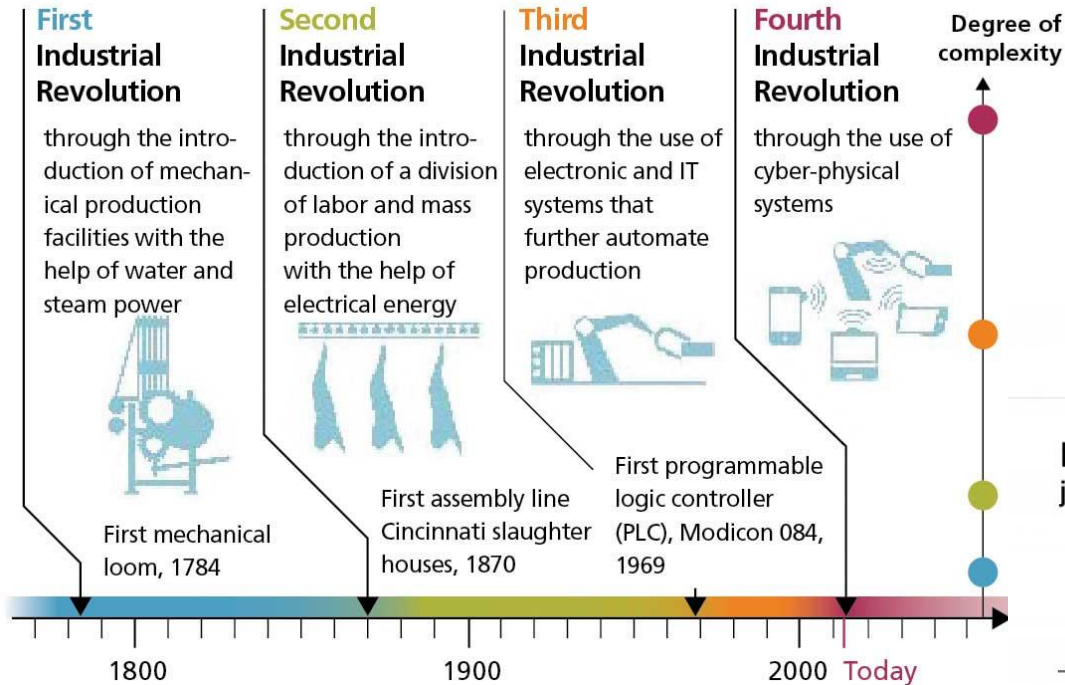 First
Industrial
Revolution
through the intro-
duction of mechan-
ical production
facilities with the
help of water and
steam power
First mechanical
loom, 1784
Second
Industrial
Revolution
through the intro-
duction of a division
of labor and mass
production
with the help of
electrical energy
First assembly line
Cincinnati slaughter
houses, 1870
Third
Industrial
Revolution
through the use of
electronic and IT
systems that
further automate
production
First programmable
logic controller
(PLC), Modicon 084,
1969
Fourth
Industrial
Revolution
through the use of
cyber-physical
systems
Degree of
complexity
1800 1900 2000 Today